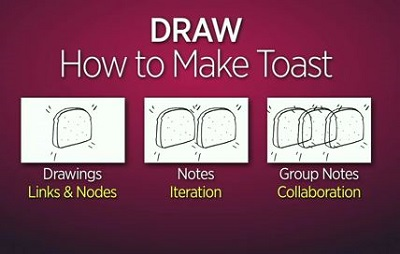 DRAW
How to Make Toast
Drawings
Links & Nodes
Notes
Iteration
Group Notes
Collaboration